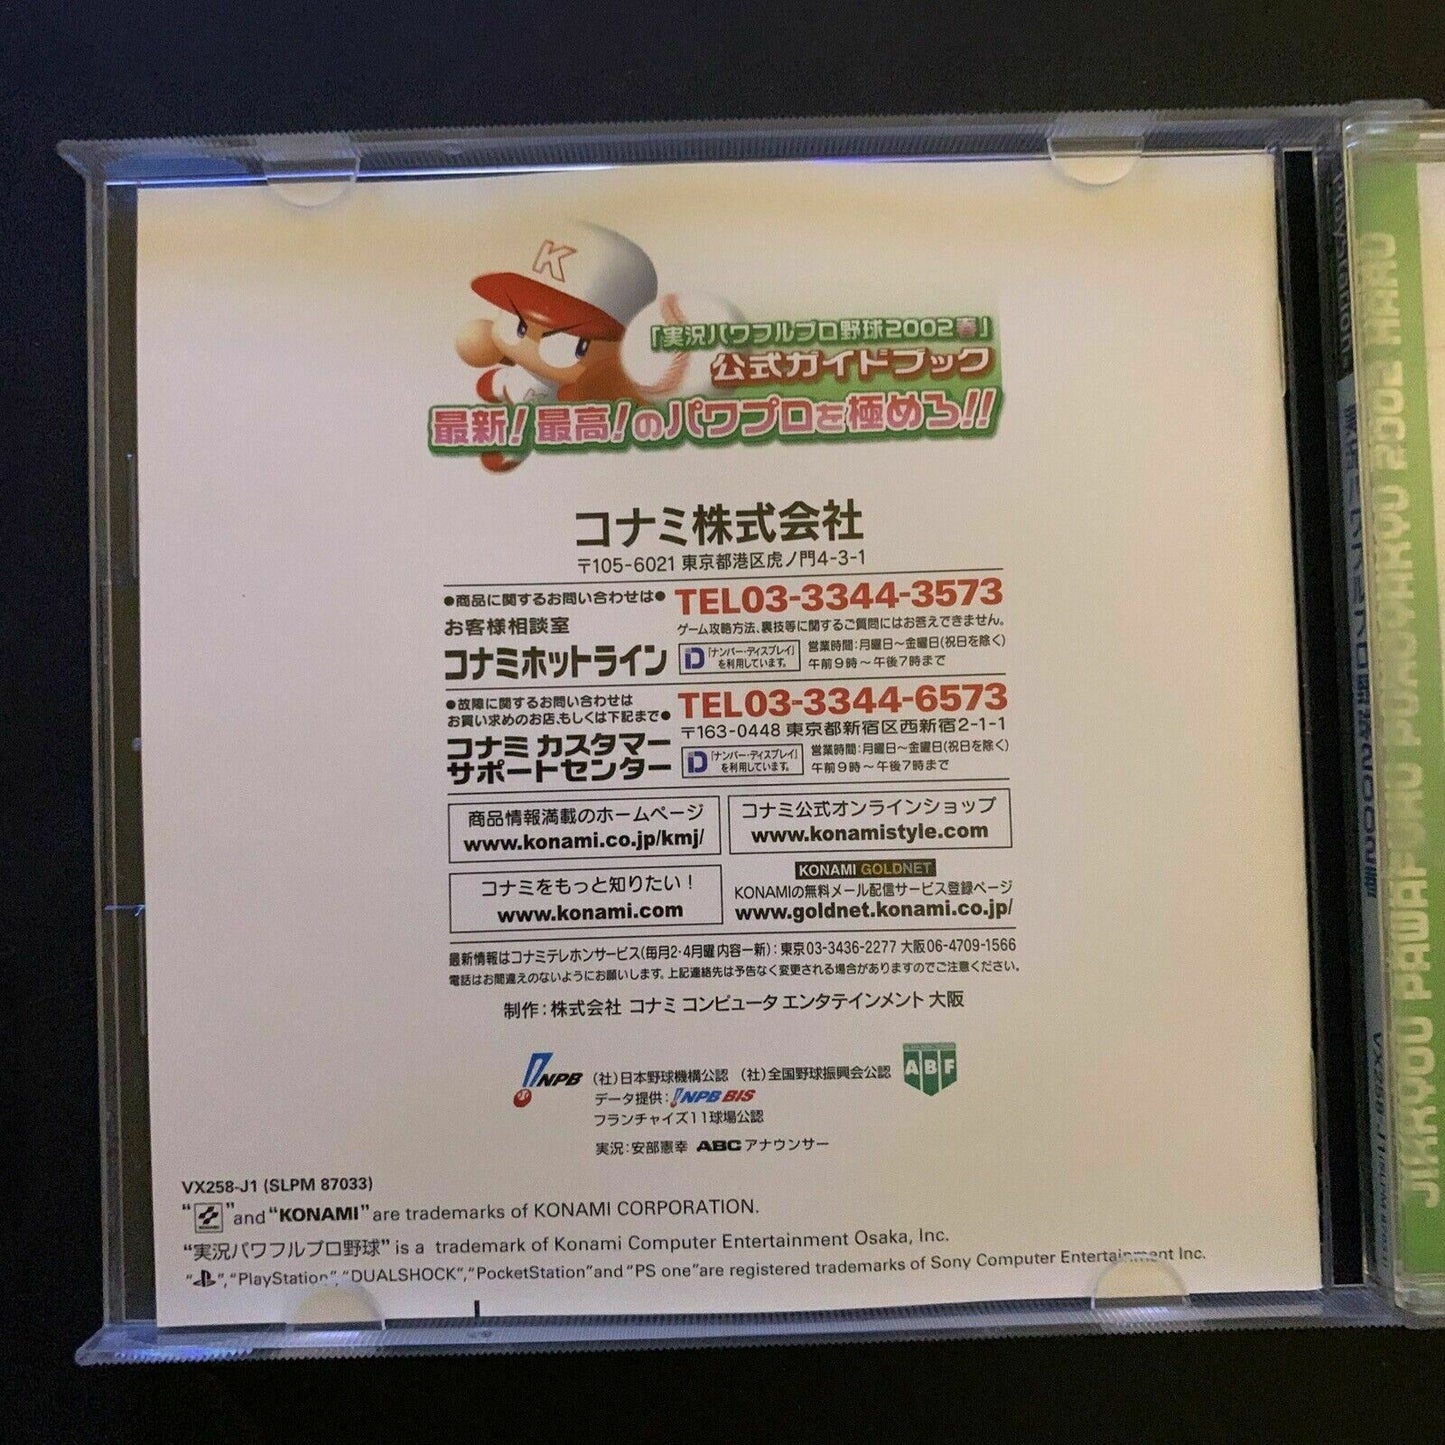 K
「実況パワフルプロ野球2002春」
公式ガイドブック
最新!最高!のパワプロを極めろ!!
コナミ株式会社
〒105-6021 東京都港区虎ノ門4-3-1
●商品に関するお問い合わせは●
お客様相談室
コナミホットライン
TEL03-3344-3573
ゲーム攻略方法、裏技等に関するご質問にはお答えできません。
D 「ナンバー・ディスプレイ」
を利用しています。
営業時間:月曜日〜金曜日(祝日を除く)
午前9時〜午後7時まで
●故障に関するお問い合わせは
お買い求めのお店、もしくは下記まで●
コナミ カスタマー
サポートセンター
TEL03-3344-6573
〒163-0448 東京都新宿区西新宿2-1-1
D 「ナンバー・ディスプレイ」
を利用しています。
営業時間:月曜日〜金曜日(祝日を除く)
午前9時〜午後7時まで
商品情報満載のホームページ
www.konami.co.jp/kmj/
コナミ公式オンラインショップ
www.konamistyle.com
コナミをもっと知りたい!
www.konami.com
KONAMI GOLDNET
KONAMIの無料メール配信サービス登録ページ
www.goldnet.konami.co.jp/
最新情報はコナミテレホンサービス(毎月2・4月曜内容一新):東京03-3436-2277 大阪06-4709-1566
電話はお間違えのないようにお願いします。上記連絡先は予告なく変更される場合がありますのでご注意ください。
制作:株式会社 コナミ コンピュータ エンタテインメント 大阪
NPB (社)日本野球機構公認 (社)全国野球振興会公認 ABF
データ提供:NPB BIS
フランチャイズ11球場公認
実況:安部憲幸 ABCアナウンサー
VX258-J1 (SLPM 87033)
“KONAMI” and “KONAMI” are trademarks of KONAMI CORPORATION.
“実況パワフルプロ野球” is a trademark of Konami Computer Entertainment Osaka, Inc.
“PS”, “PlayStation”, “DUALSHOCK”, “PocketStation” and “PS one” are registered trademarks of Sony Computer Entertainment Inc.
PlayStation
VX258-J1
JIKKYOU PAWAFURU PUROYAKYU 2002 HARU